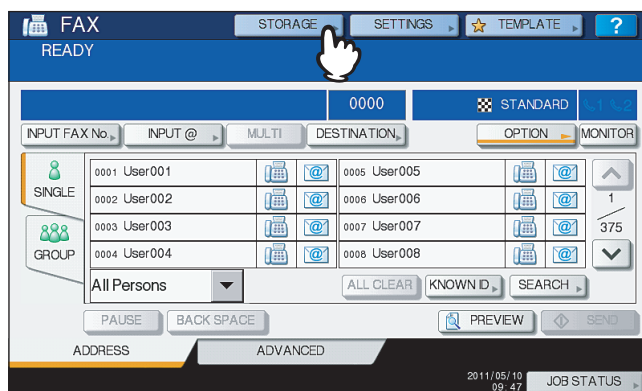 FAX STORAGE SETTINGS TEMPLATE ?
READY
0000 STANDARD 1 2
INPUT FAX No. INPUT @ MULTI DESTINATION OPTION MONITOR
SINGLE
GROUP
0001 User001 @ 0005 User005 @
0002 User002 @ 0006 User006 @
0003 User003 @ 0007 User007 @
0004 User004 @ 0008 User008 @
1
375
All Persons ALL CLEAR KNOWN ID SEARCH
PAUSE BACK SPACE PREVIEW SEND
ADDRESS ADVANCED
2011/05/10
09:47 JOB STATUS